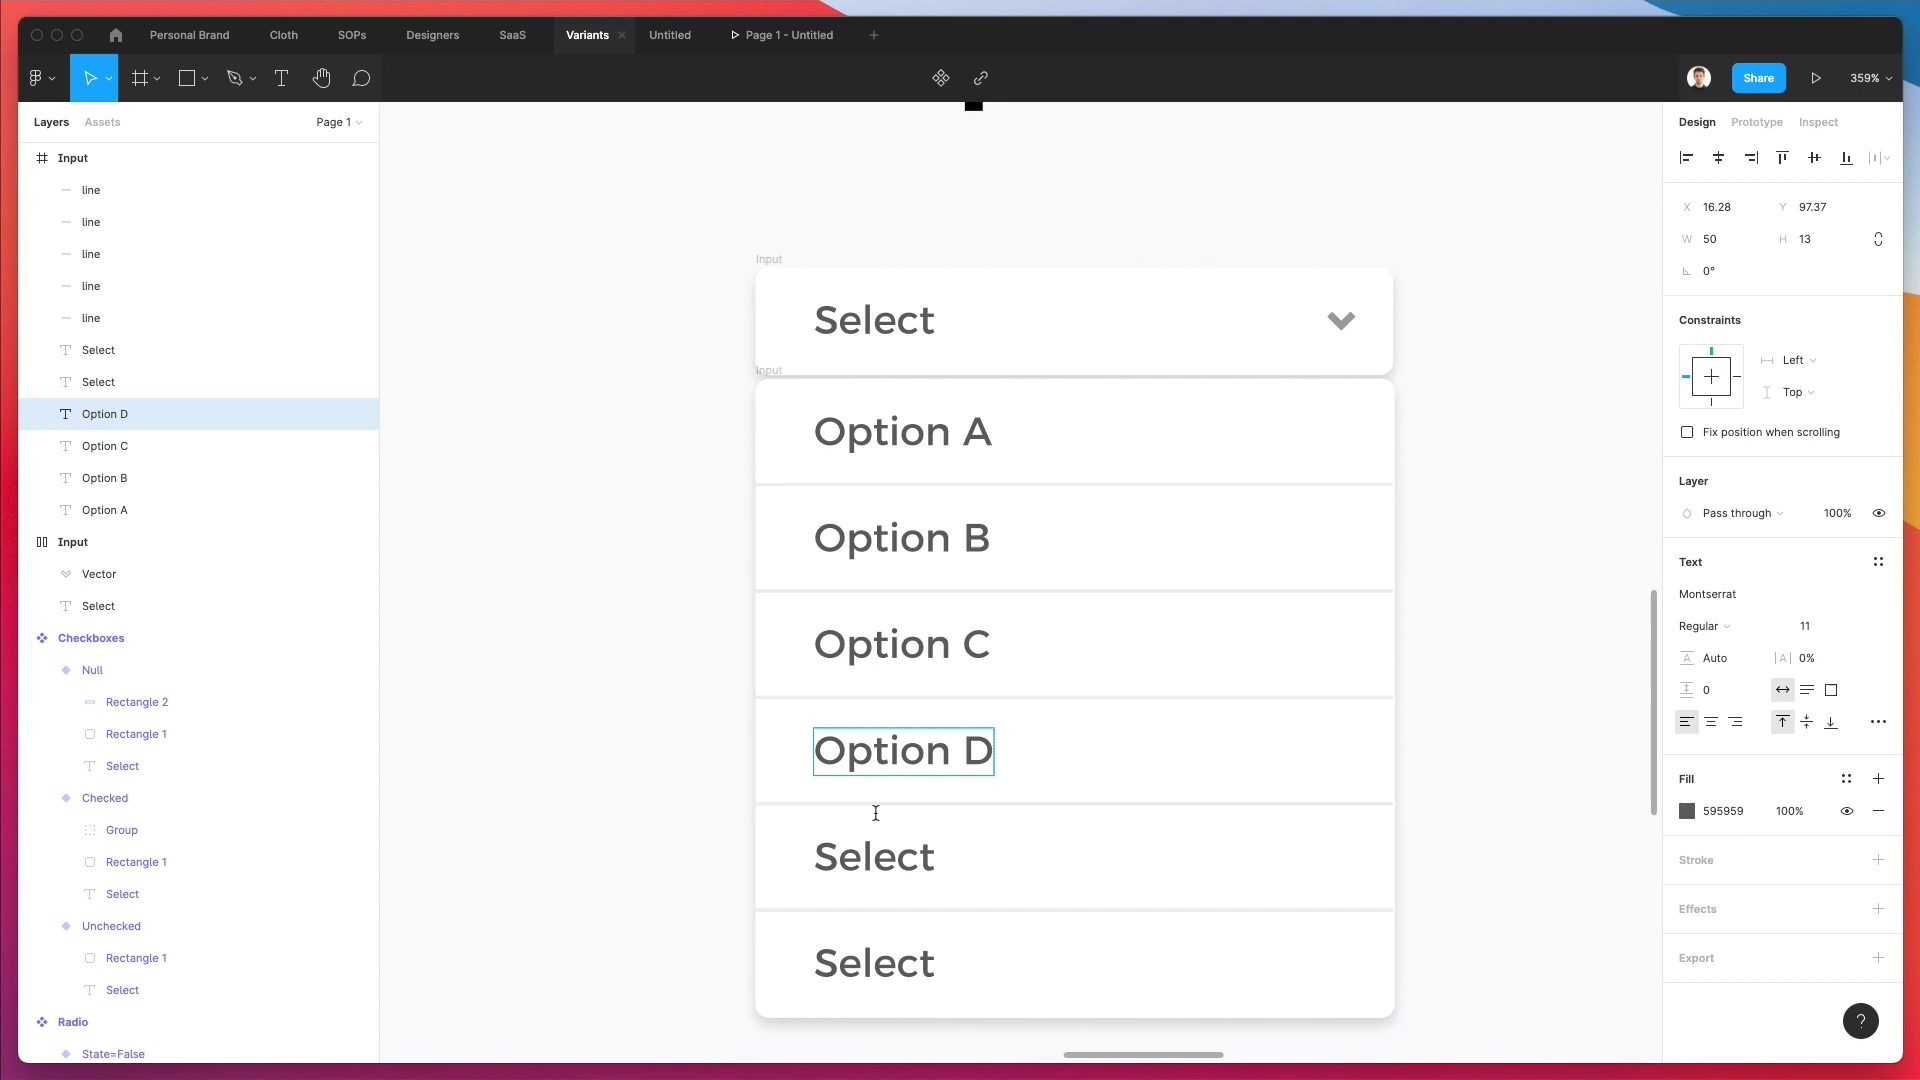 Personal Brand
Cloth
SOPs
Designers
SaaS
Variants
Untitled
Page 1 - Untitled
Share
359%
Layers
Assets
Page 1
Input
line
line
line
line
line
Select
Select
Option D
Option C
Option B
Option A
Input
Vector
Select
Checkboxes
Null
Rectangle 2
Rectangle 1
Select
Checked
Group
Rectangle 1
Select
Unchecked
Rectangle 1
Select
Radio
State=False
Input
Select
Input
Option A
Option B
Option C
Option D
Select
Select
Design
Prototype
Inspect
X 16.28
Y 97.37
W 50
H 13
0°
Constraints
Left
Top
Fix position when scrolling
Layer
Pass through
100%
Text
Montserrat
Regular
11
Auto
0%
0
Fill
595959
100%
Stroke
Effects
Export
?